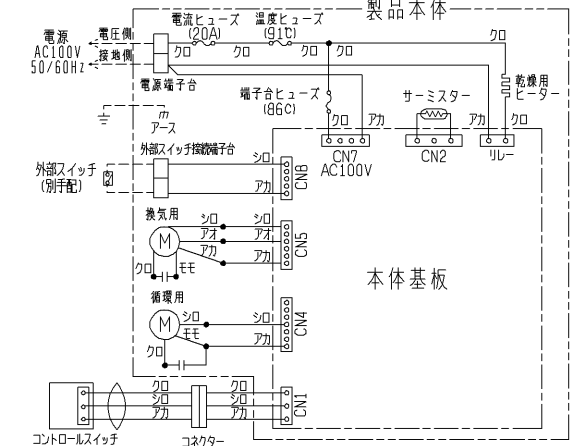 製品本体
電源
AC100V
50/60Hz
電圧側
接地側
電流ヒューズ
(20A)
温度ヒューズ
(91℃)
クロ
クロ
クロ
クロ
クロ
電源端子台
端子台ヒューズ
(86C)
サーミスター
乾燥用
ヒーター
アース
クロ
アカ
アカ
クロ
CN7
AC100V
CN2
リレー
外部スイッチ接続端子台
外部スイッチ
(別手配)
シロ
アカ
CN8
換気用
M
シロ
アオ
アカ
シロ
アオ
アカ
CN5
クロ
モモ
本体基板
循環用
M
シロ
モモ
クロ
シロ
アカ
CN4
クロ
シロ
アカ
クロ
シロ
アカ
CN1
コントロールスイッチ
コネクター